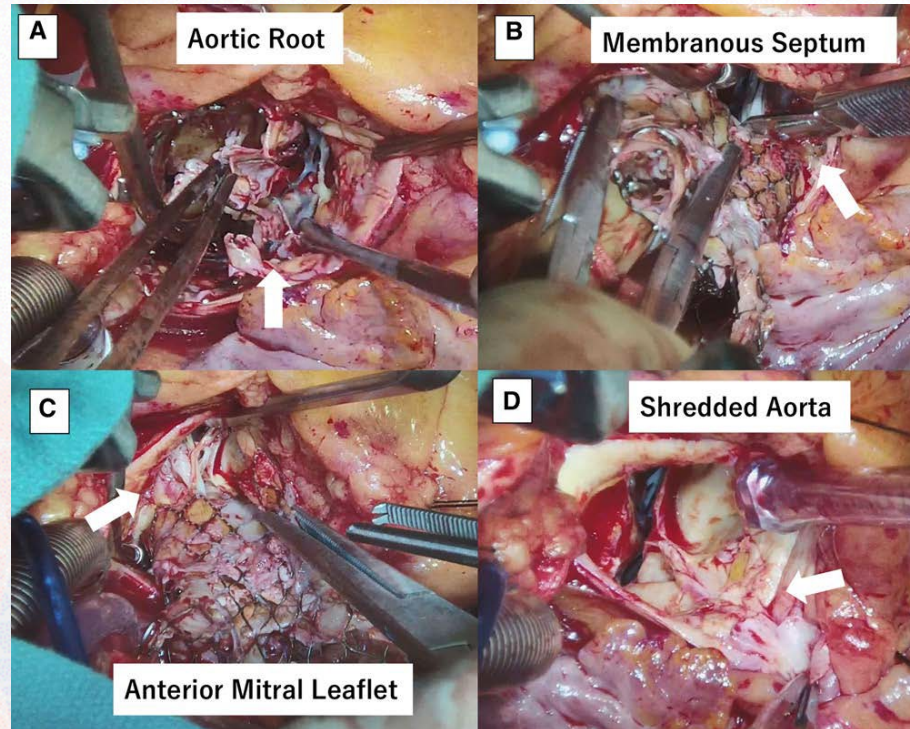 A
Aortic Root
B
Membranous Septum
C
Anterior Mitral Leaflet
D
Shredded Aorta